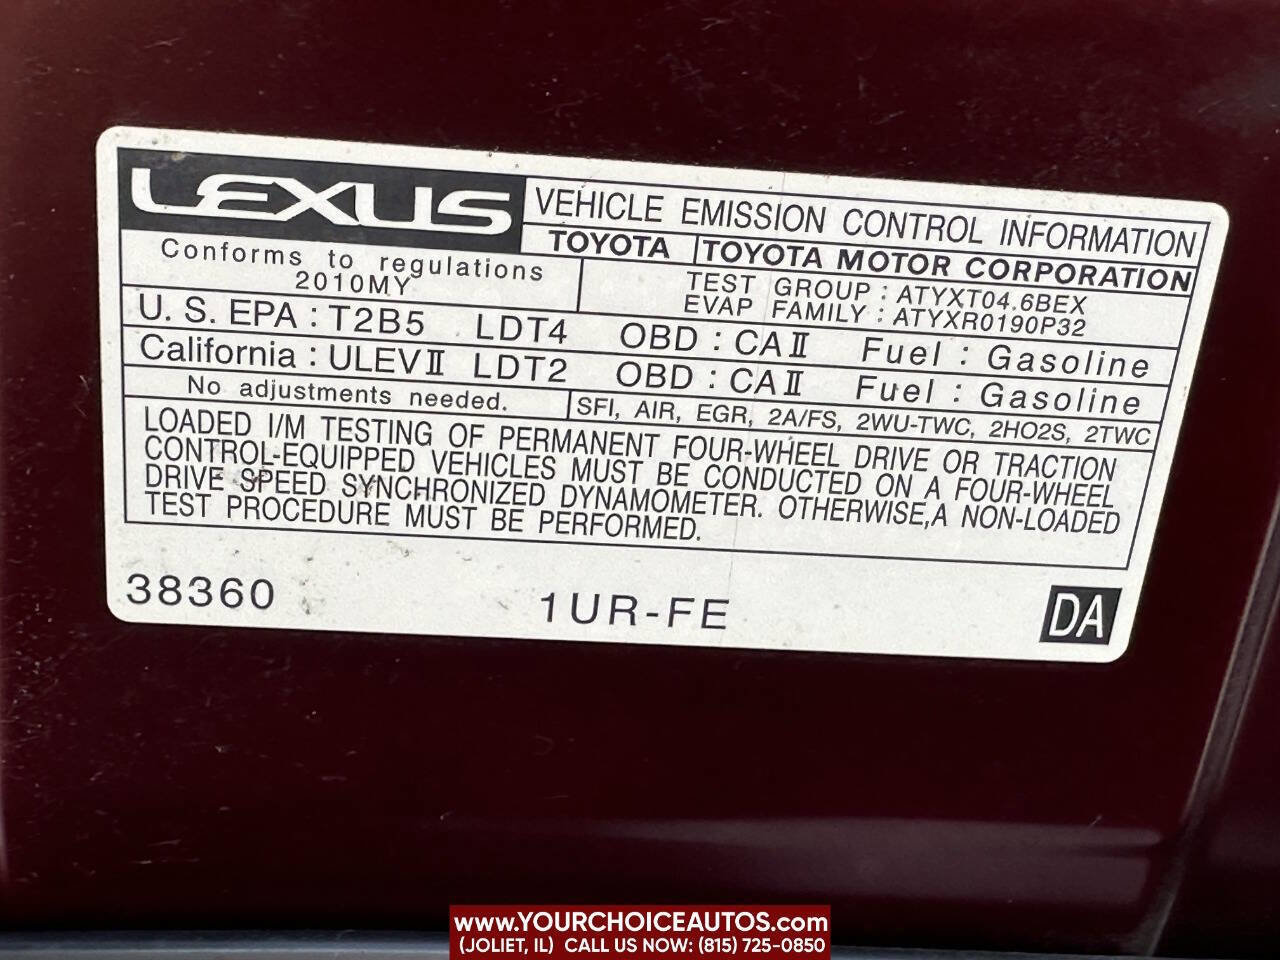 LEXUS
VEHICLE EMISSION CONTROL INFORMATION
TOYOTA TOYOTA MOTOR CORPORATION
Conforms to regulations
2010MY
TEST GROUP : ATYXT04.6BEX
EVAP FAMILY : ATYXR0190P32
U.S. EPA : T2B5 LDT4 OBD : CAⅡ Fuel : Gasoline
California : ULEVⅡ LDT2 OBD : CAⅡ Fuel : Gasoline
No adjustments needed. SFI, AIR, EGR, 2A/FS, 2WU-TWC, 2HO2S, 2TWC
LOADED I/M TESTING OF PERMANENT FOUR-WHEEL DRIVE OR TRACTION
CONTROL-EQUIPPED VEHICLES MUST BE CONDUCTED ON A FOUR-WHEEL
DRIVE SPEED SYNCHRONIZED DYNAMOMETER. OTHERWISE,A NON-LOADED
TEST PROCEDURE MUST BE PERFORMED.
38360 1UR-FE DA
www.YOURCHOICEAUTOS.com
(JOLIET, IL) CALL US NOW: (815) 725-0850